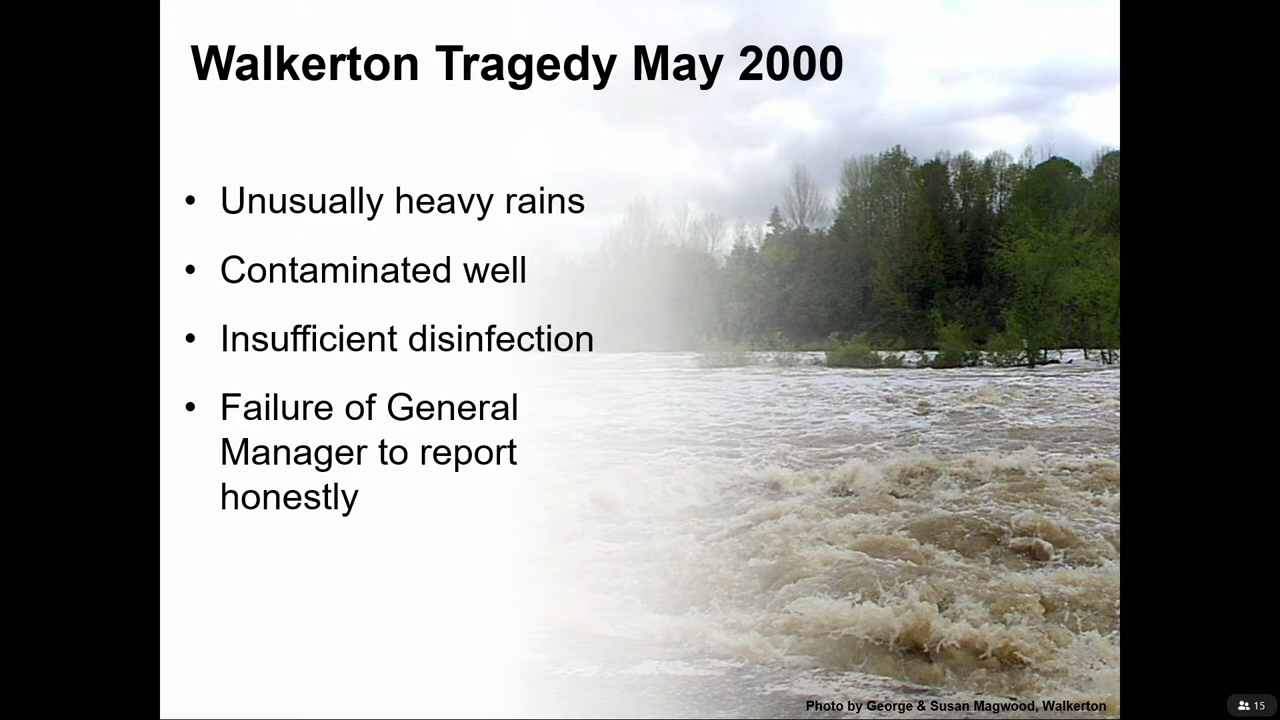 Walkerton Tragedy May 2000
• Unusually heavy rains
• Contaminated well
• Insufficient disinfection
• Failure of General
Manager to report
honestly
Photo by George & Susan Magwood, Walkerton
15